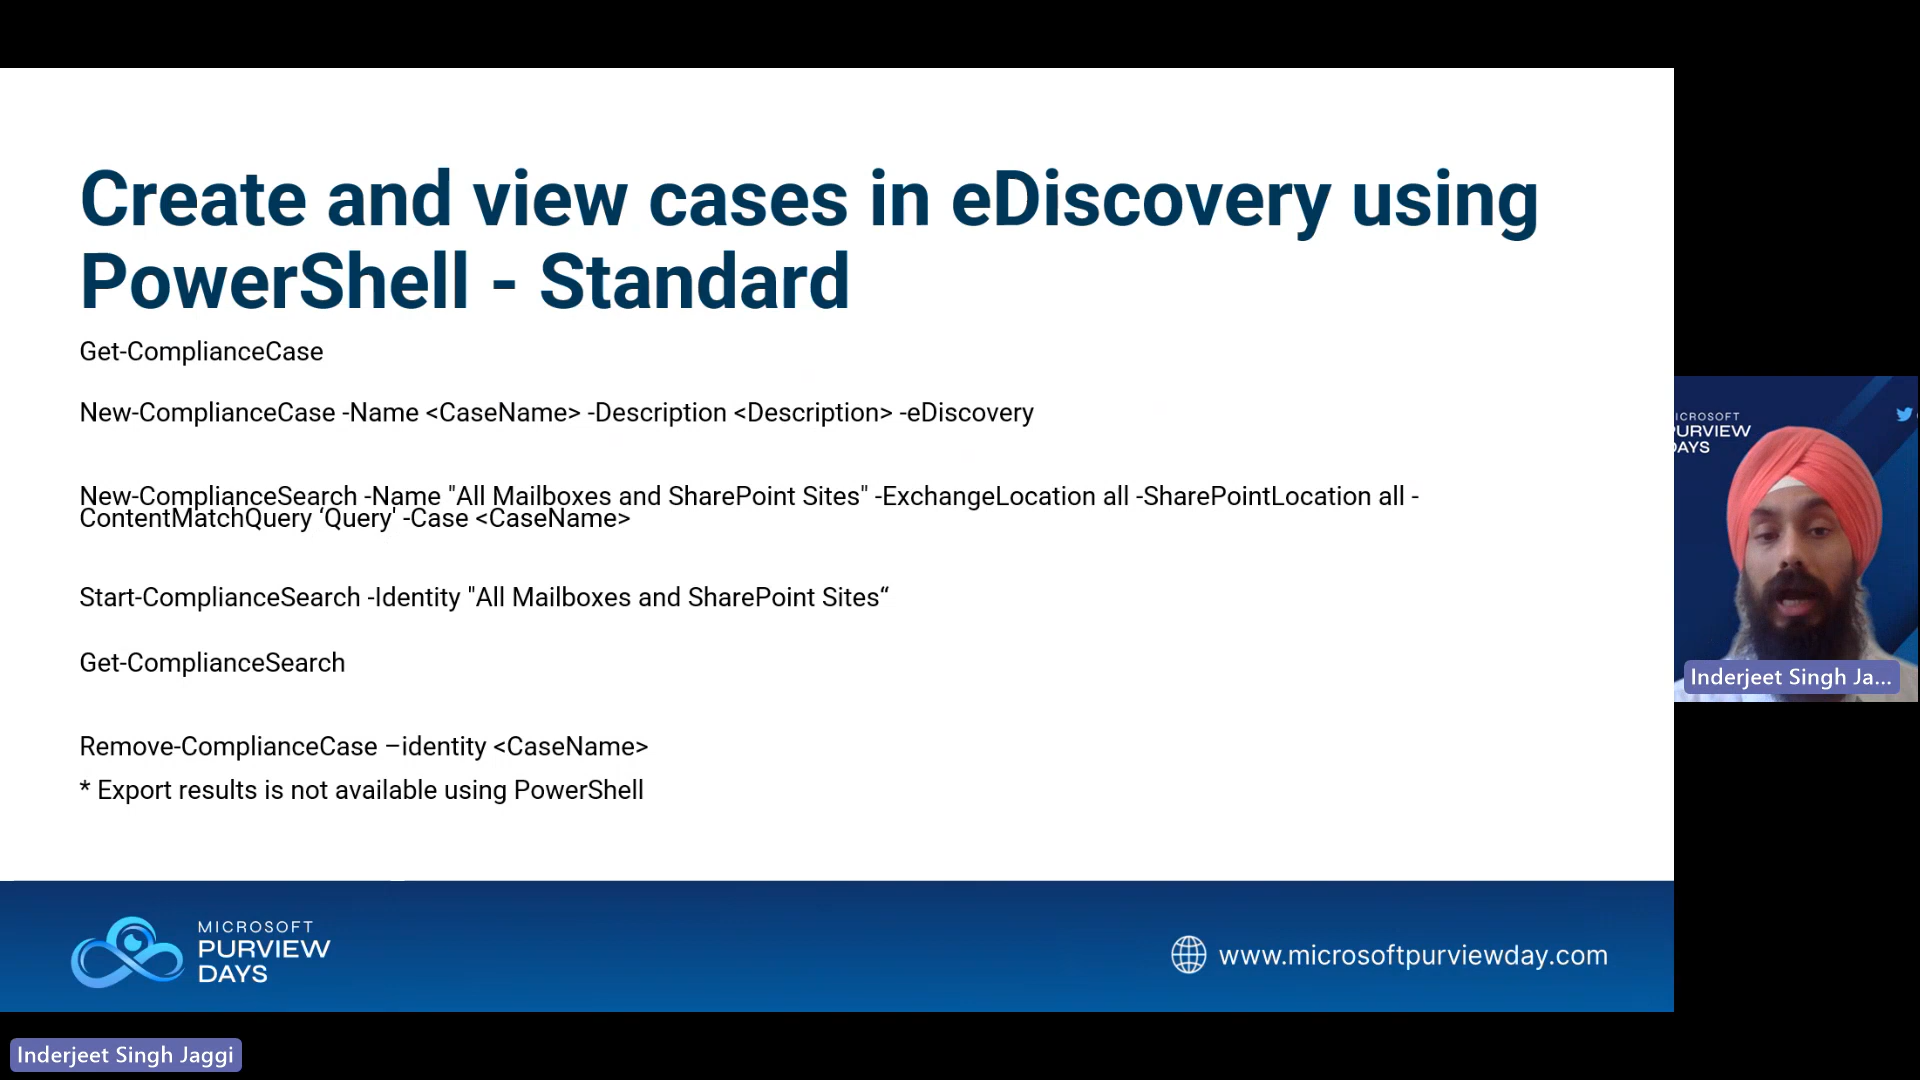 Create and view cases in eDiscovery using
PowerShell - Standard
Get-ComplianceCase
New-ComplianceCase -Name <CaseName> -Description <Description> -eDiscovery
New-ComplianceSearch -Name "All Mailboxes and SharePoint Sites" -ExchangeLocation all -SharePointLocation all -
ContentMatchQuery ‘Query' -Case <CaseName>
Start-ComplianceSearch -Identity "All Mailboxes and SharePoint Sites“
Get-ComplianceSearch
Remove-ComplianceCase –identity <CaseName>
* Export results is not available using PowerShell
MICROSOFT
PURVIEW
DAYS
www.microsoftpurviewday.com
ICROSOFT
URVIEW
DAYS
Inderjeet Singh Ja...
Inderjeet Singh Jaggi